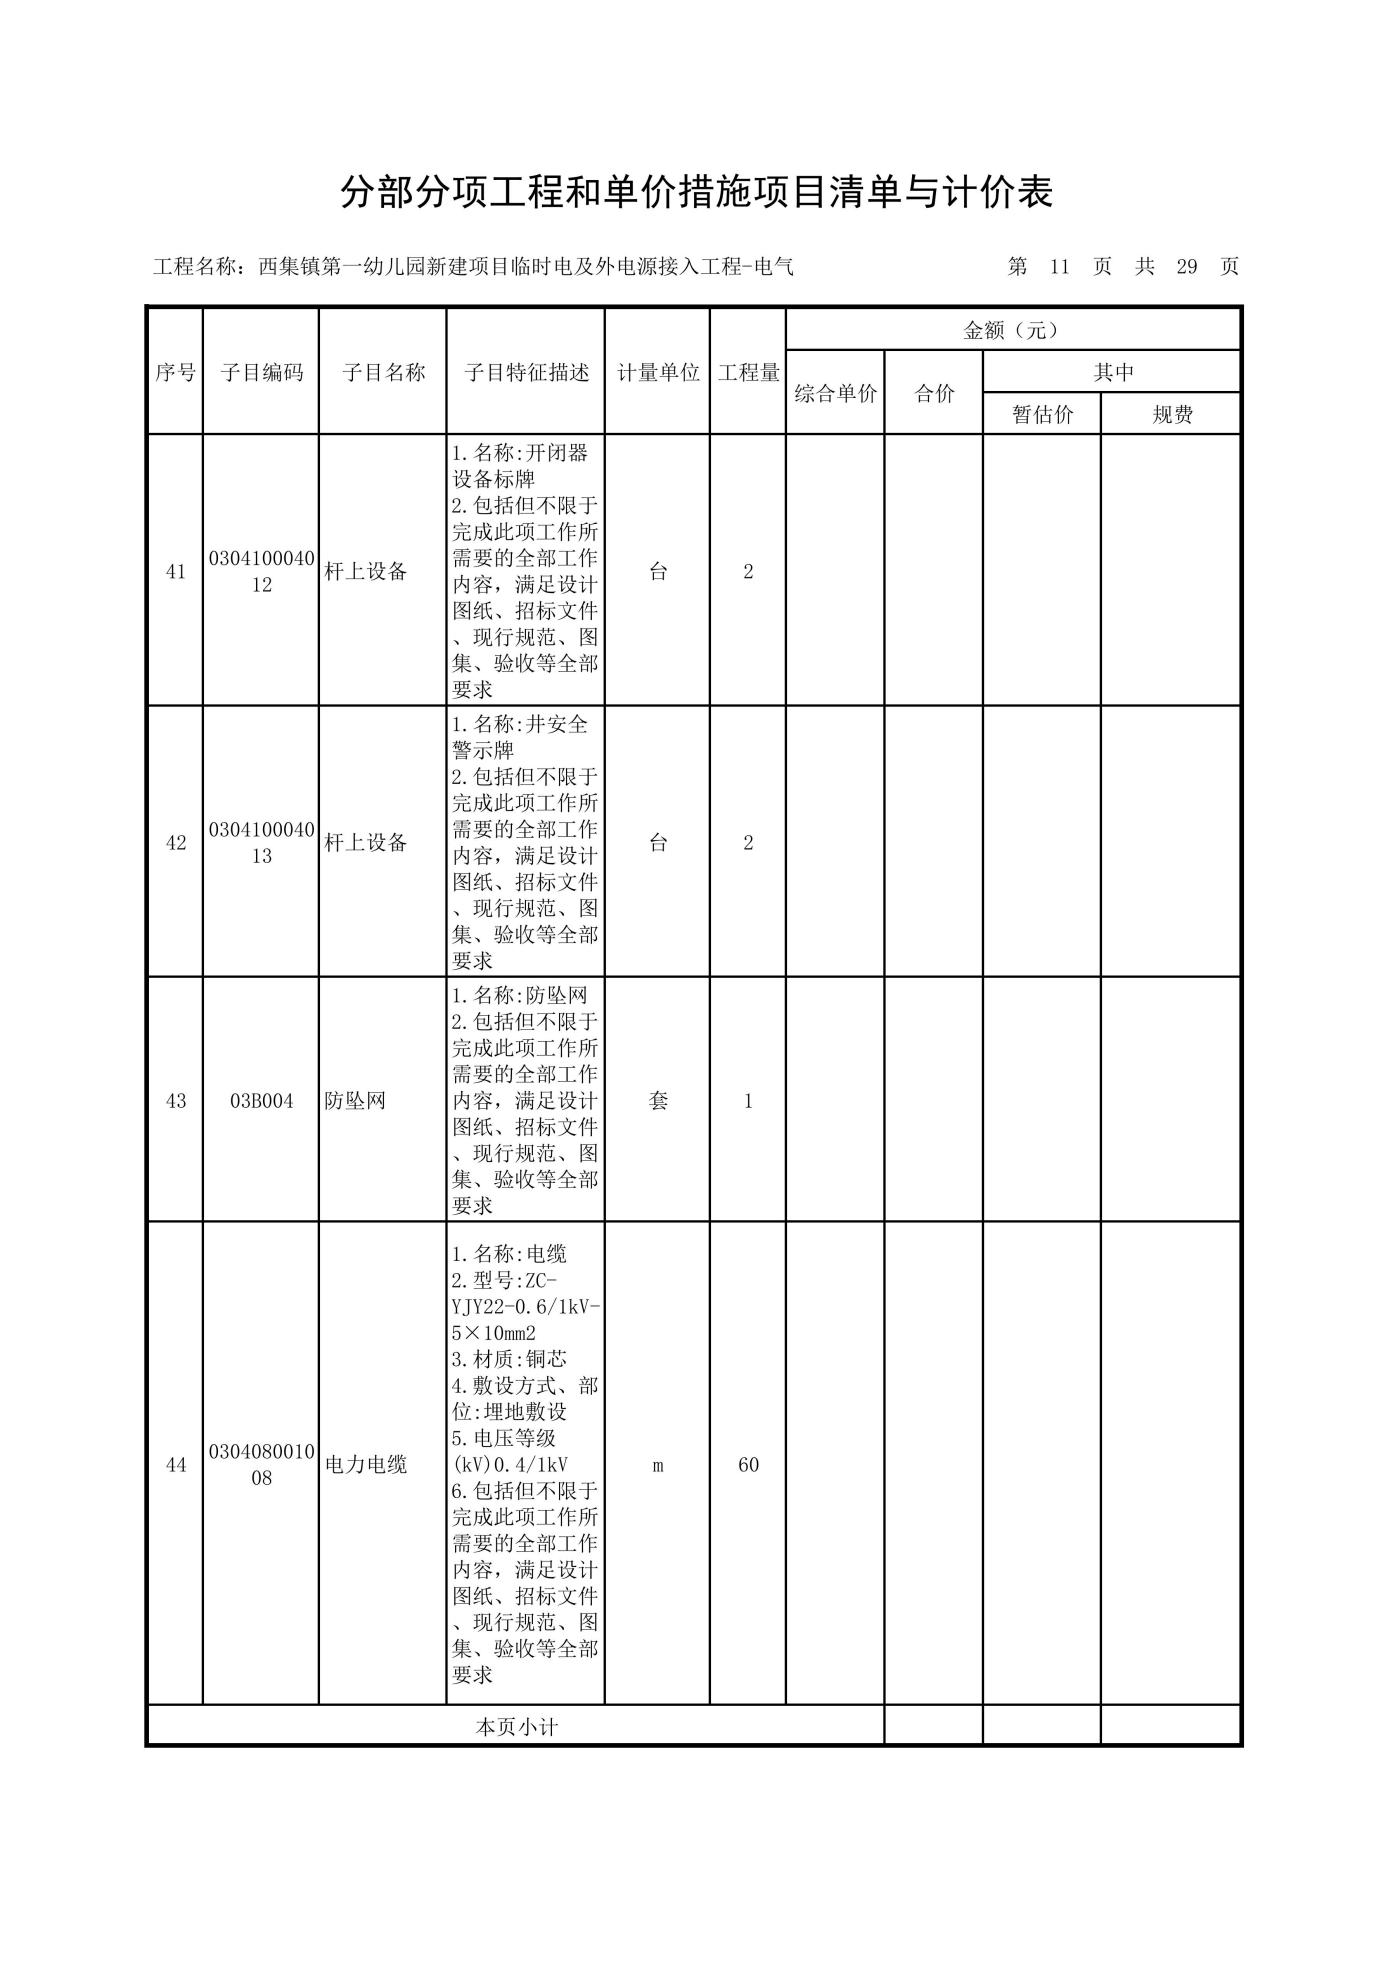 分部分项工程和单价措施项目清单与计价表
工程名称：西集镇第一幼儿园新建项目临时电及外电源接入工程-电气 第 11 页 共 29 页
金额（元）
序号 子目编码 子目名称 子目特征描述 计量单位 工程量 其中
综合单价 合价
暂估价 规费
1.名称:开闭器
设备标牌
2.包括但不限于
完成此项工作所
需要的全部工作
内容，满足设计
图纸、招标文件
、现行规范、图
集、验收等全部
要求
41
0304100040
12
杆上设备
台
2
1.名称:井安全
警示牌
2.包括但不限于
完成此项工作所
需要的全部工作
内容，满足设计
图纸、招标文件
、现行规范、图
集、验收等全部
要求
42
0304100040
13
杆上设备
台
2
1.名称:防坠网
2.包括但不限于
完成此项工作所
需要的全部工作
内容，满足设计
图纸、招标文件
、现行规范、图
集、验收等全部
要求
43
03B004
防坠网
套
1
1.名称:电缆
2.型号:ZC-
YJY22-0.6/1kV-
5×10mm2
3.材质:铜芯
4.敷设方式、部
位:埋地敷设
5.电压等级
(kV)0.4/1kV
6.包括但不限于
完成此项工作所
需要的全部工作
内容，满足设计
图纸、招标文件
、现行规范、图
集、验收等全部
要求
44
0304080010
08
电力电缆
m
60
本页小计